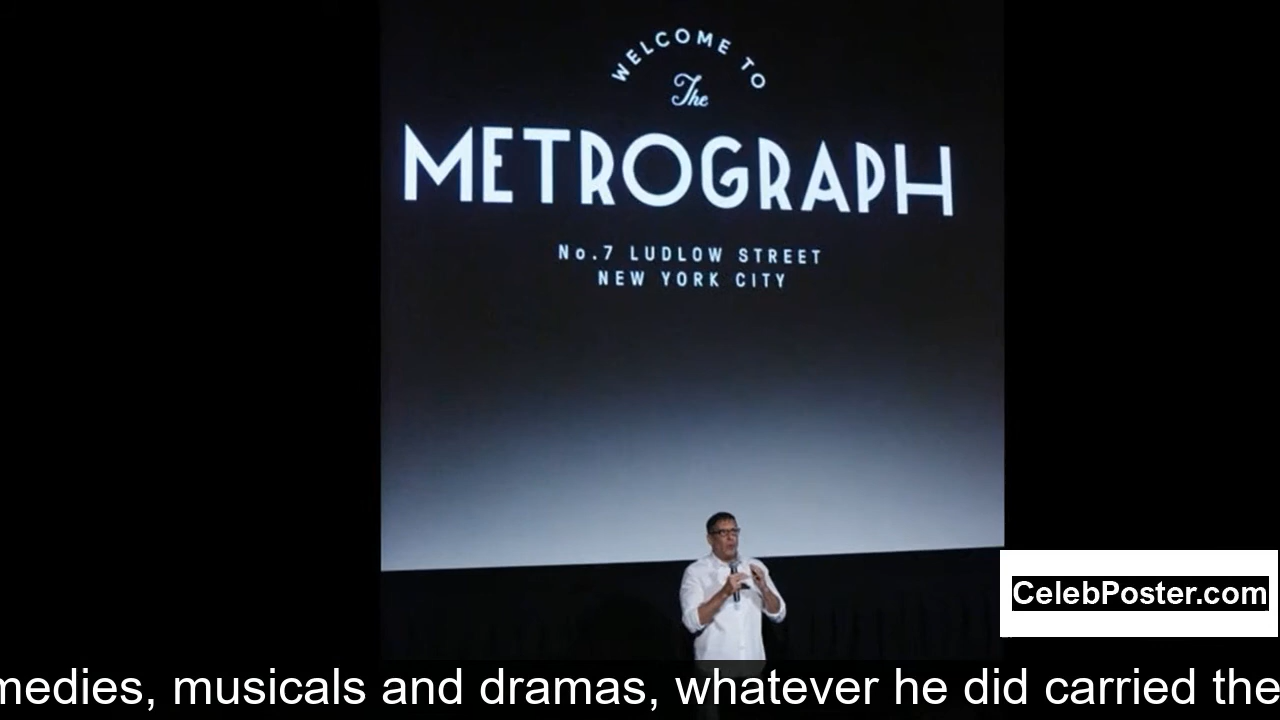 WELCOME TO
The
METROGRAPH
No.7 LUDLOW STREET
NEW YORK CITY
CelebPoster.com
medies, musicals and dramas, whatever he did carried the